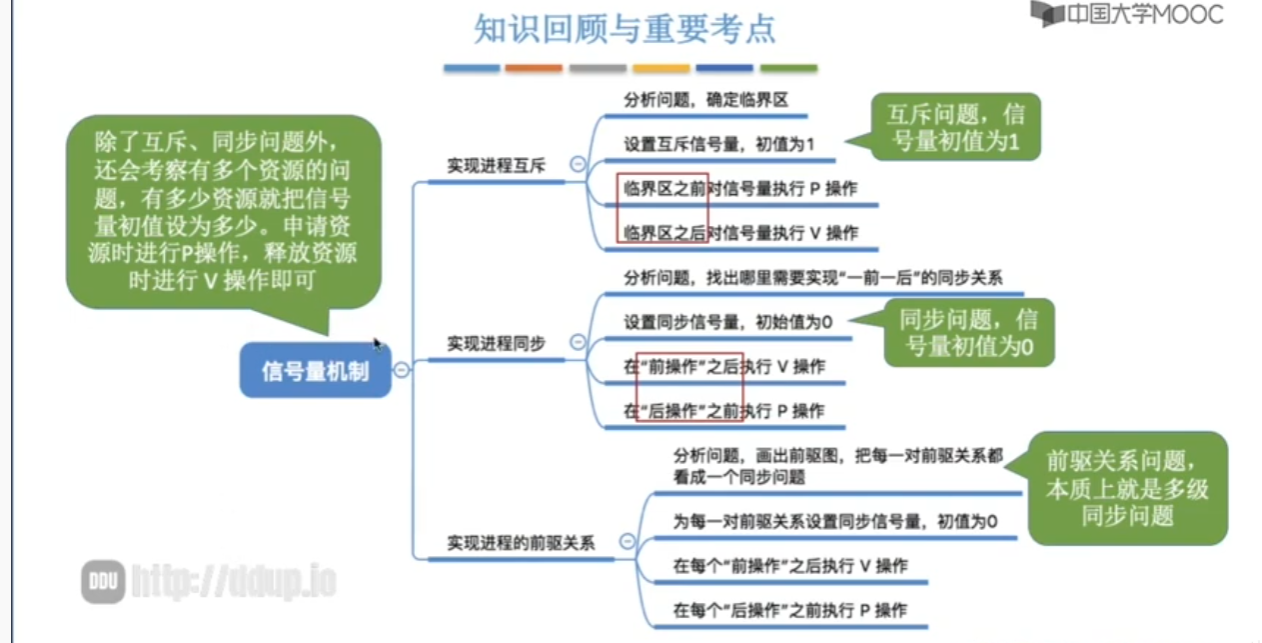 知识回顾与重要考点
中国大学MOOC
除了互斥、同步问题外，
还会考察有多个资源的问
题，有多少资源就把信号
量初值设为多少。申请资
源时进行P操作，释放资源
时进行 V 操作即可
信号量机制
实现进程互斥
分析问题，确定临界区
设置互斥信号量，初值为1
临界区之前对信号量执行 P 操作
临界区之后对信号量执行 V 操作
互斥问题，信
号量初值为1
实现进程同步
分析问题，找出哪里需要实现“一前一后”的同步关系
设置同步信号量，初始值为0
在“前操作”之后执行 V 操作
在“后操作”之前执行 P 操作
同步问题，信
号量初值为0
实现进程的前驱关系
分析问题，画出前驱图，把每一对前驱关系都
看成一个同步问题
为每一对前驱关系设置同步信号量，初值为0
在每个“前操作”之后执行 V 操作
在每个“后操作”之前执行 P 操作
前驱关系问题，
本质上就是多级
同步问题
DDU http://ddup.io